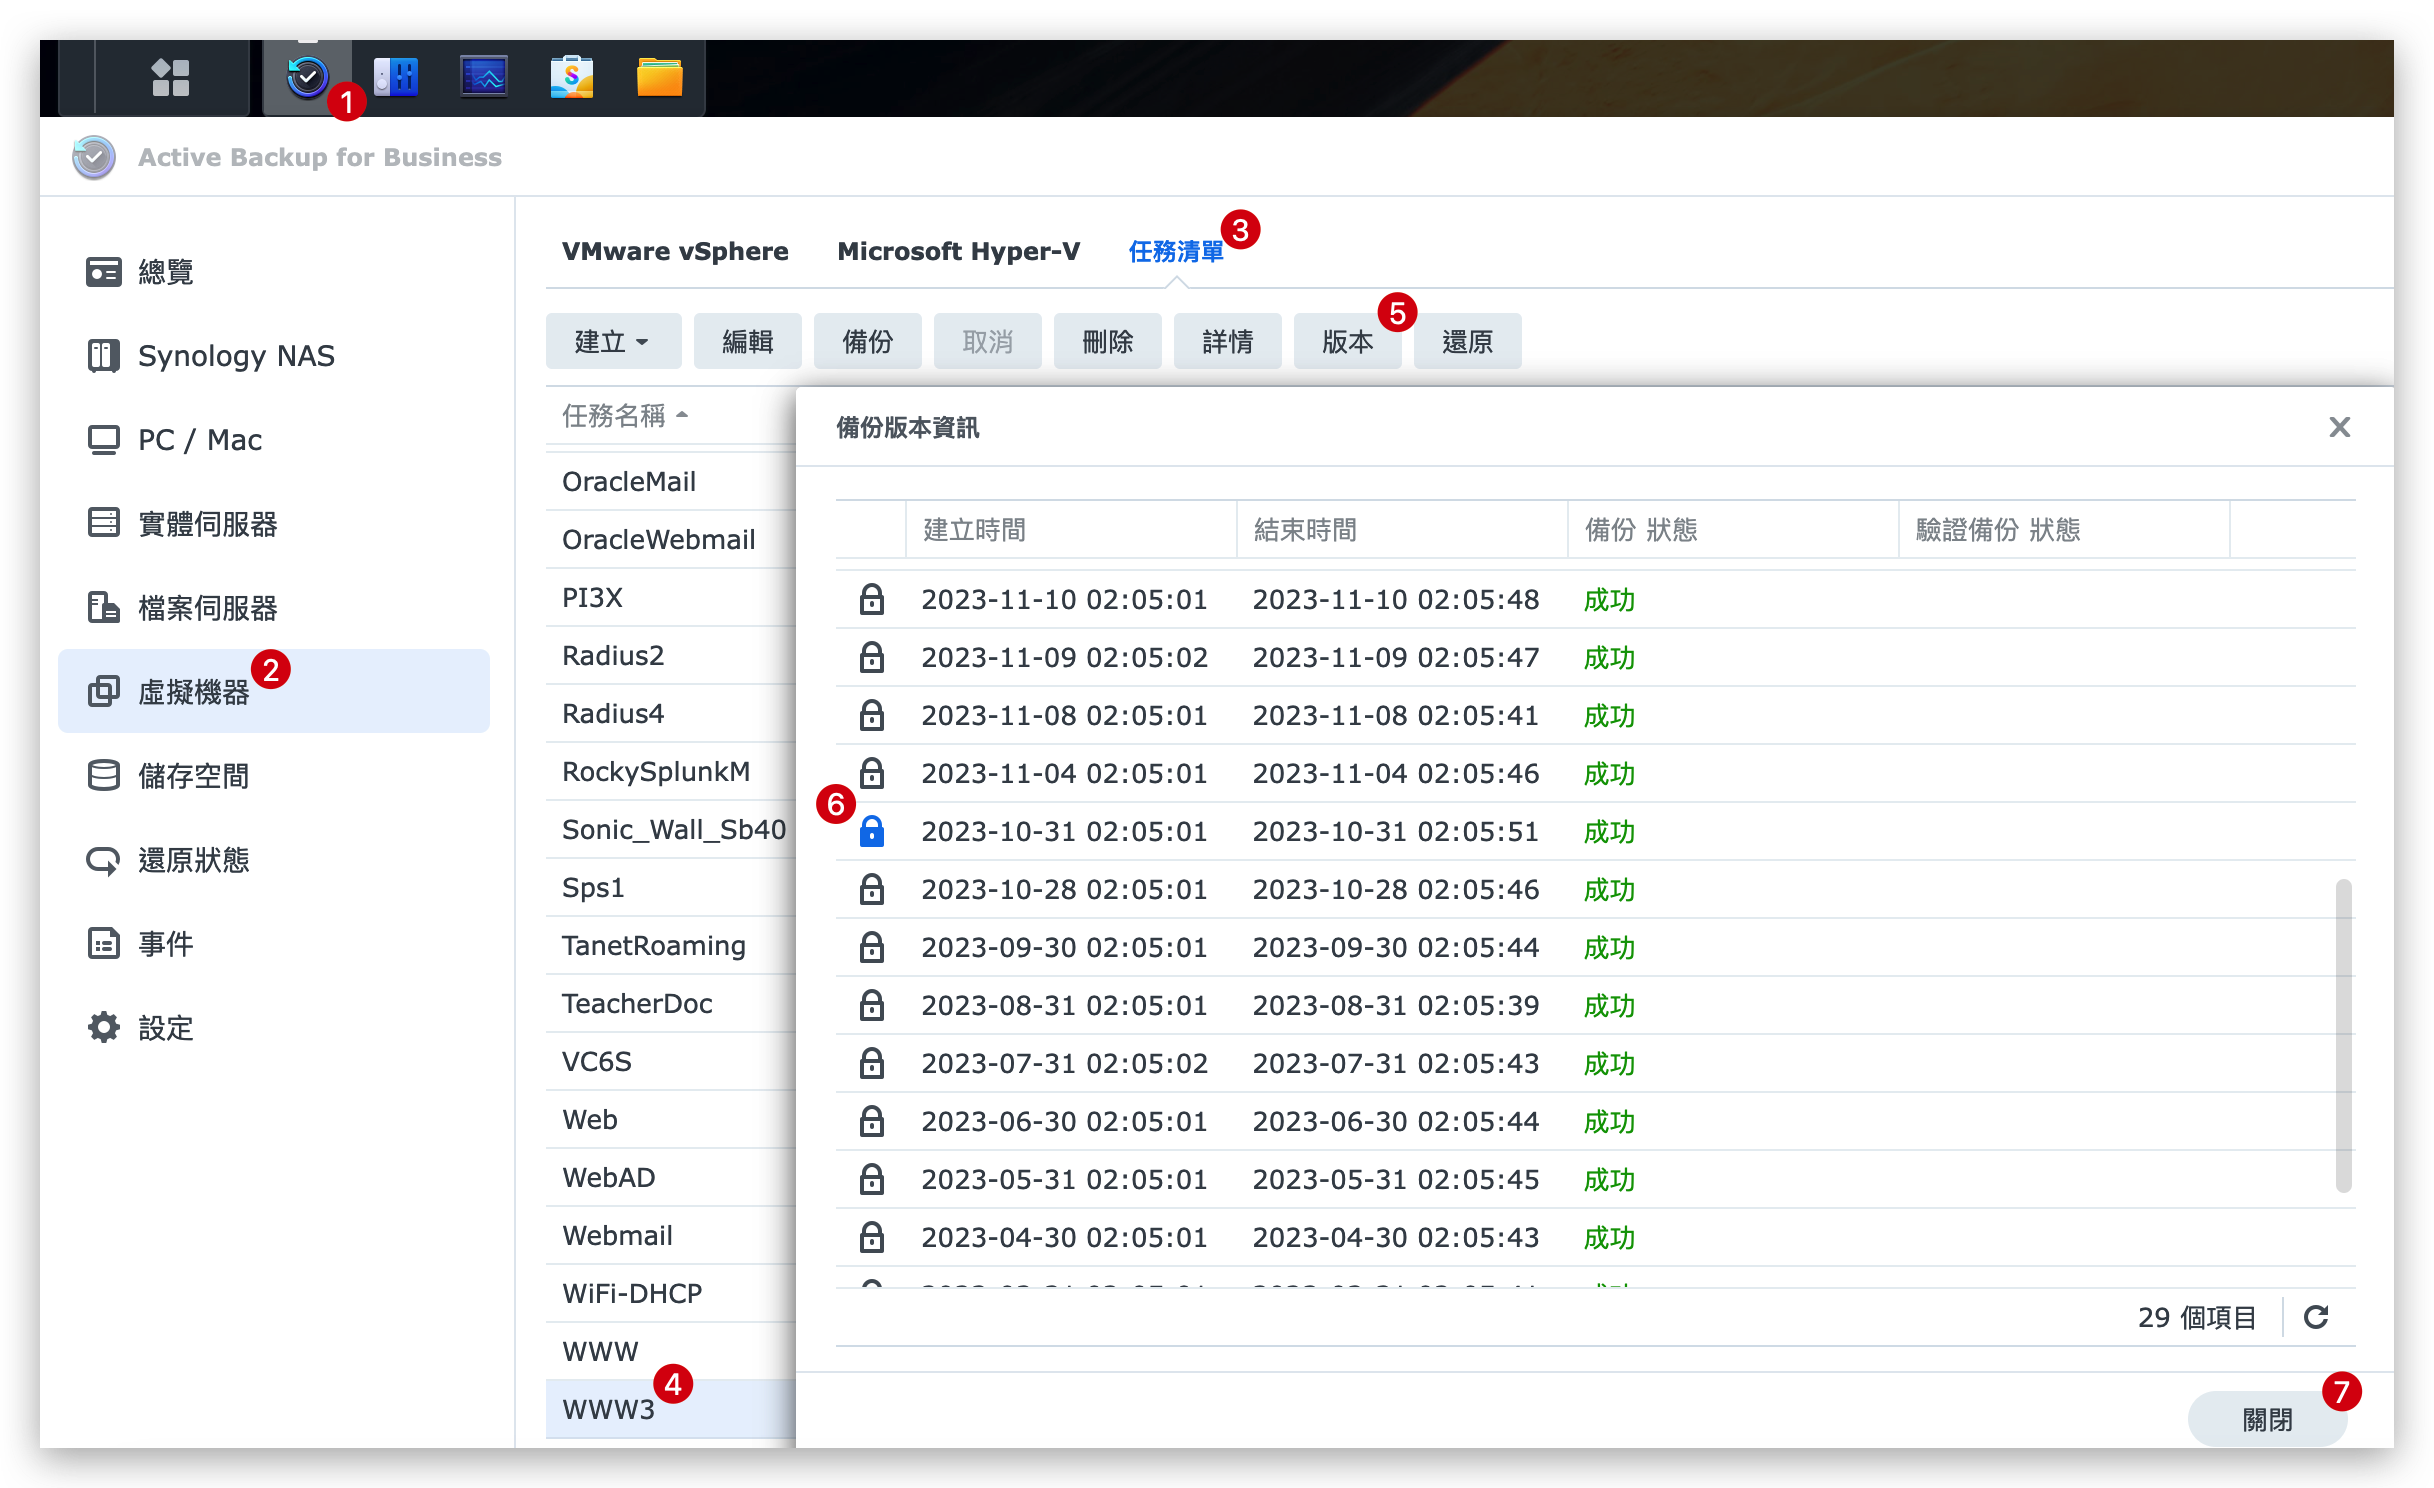 1
Active Backup for Business
總覽
Synology NAS
PC / Mac
實體伺服器
檔案伺服器
虛擬機器 2
儲存空間
還原狀態
事件
設定
VMware vSphere Microsoft Hyper-V 任務清單 3
建立 編輯 備份 取消 刪除 詳情 版本 5 還原
任務名稱
OracleMail
OracleWebmail
PI3X
Radius2
Radius4
RockySplunkM
Sonic_Wall_Sb40
Sps1
TanetRoaming
TeacherDoc
VC6S
Web
WebAD
Webmail
WiFi-DHCP
WWW
WWW3 4
備份版本資訊
建立時間 結束時間 備份 狀態 驗證備份 狀態
2023-11-10 02:05:01 2023-11-10 02:05:48 成功
2023-11-09 02:05:02 2023-11-09 02:05:47 成功
2023-11-08 02:05:01 2023-11-08 02:05:41 成功
2023-11-04 02:05:01 2023-11-04 02:05:46 成功
6 2023-10-31 02:05:01 2023-10-31 02:05:51 成功
2023-10-28 02:05:01 2023-10-28 02:05:46 成功
2023-09-30 02:05:01 2023-09-30 02:05:44 成功
2023-08-31 02:05:01 2023-08-31 02:05:39 成功
2023-07-31 02:05:02 2023-07-31 02:05:43 成功
2023-06-30 02:05:01 2023-06-30 02:05:44 成功
2023-05-31 02:05:01 2023-05-31 02:05:45 成功
2023-04-30 02:05:01 2023-04-30 02:05:43 成功
29 個項目
關閉 7